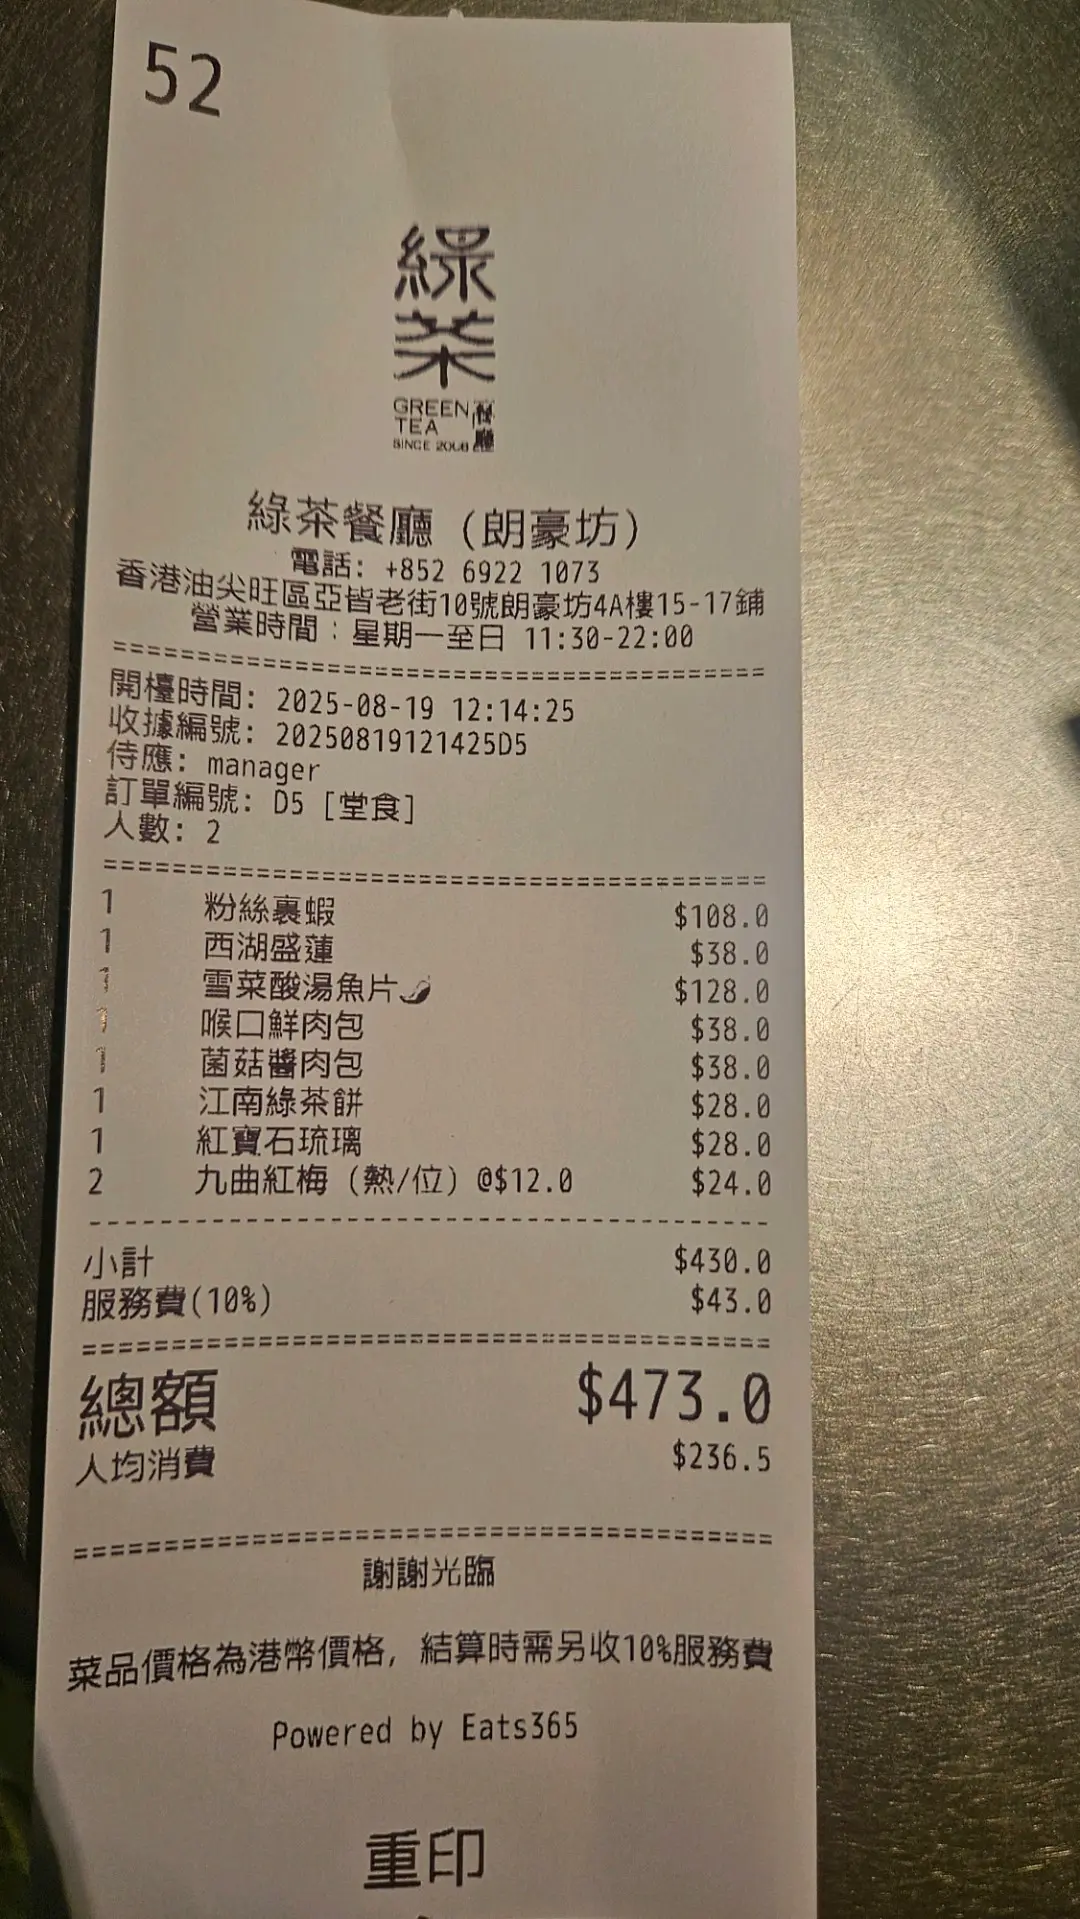 52
綠
茶
GREEN 餐
TEA 廳
SINCE 2008
綠茶餐廳 (朗豪坊)
電話: +852 6922 1073
香港油尖旺區亞皆老街10號朗豪坊4A樓15-17鋪
營業時間：星期一至日 11:30-22:00
======================================
開檯時間: 2025-08-19 12:14:25
收據編號: 20250819121425D5
侍應: manager
訂單編號: D5 [堂食]
人數: 2
======================================
1 粉絲裹蝦 $108.0
1 西湖盛蓮 $38.0
1 雪菜酸湯魚片🌶 $128.0
1 喉口鮮肉包 $38.0
1 菌菇醬肉包 $38.0
1 江南綠茶餅 $28.0
1 紅寶石琉璃 $28.0
2 九曲紅梅 (熱/位) @$12.0 $24.0
--------------------------------------
小計 $430.0
服務費(10%) $43.0
======================================
總額 $473.0
人均消費 $236.5
======================================
謝謝光臨
菜品價格為港幣價格, 結算時需另收10%服務費
Powered by Eats365
重印